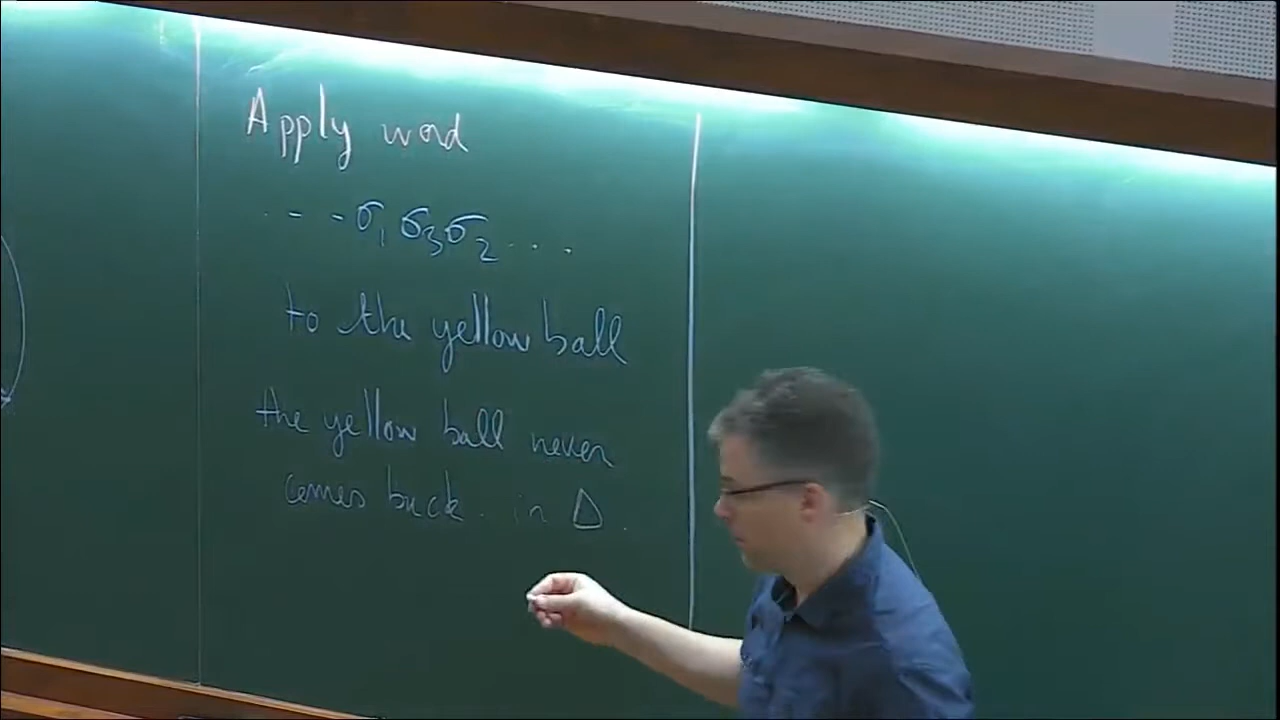 Apply word
. - - σ₁ σ₃ σ₂ . . . .
to the yellow ball
the yellow ball never
comes back. in Δ.